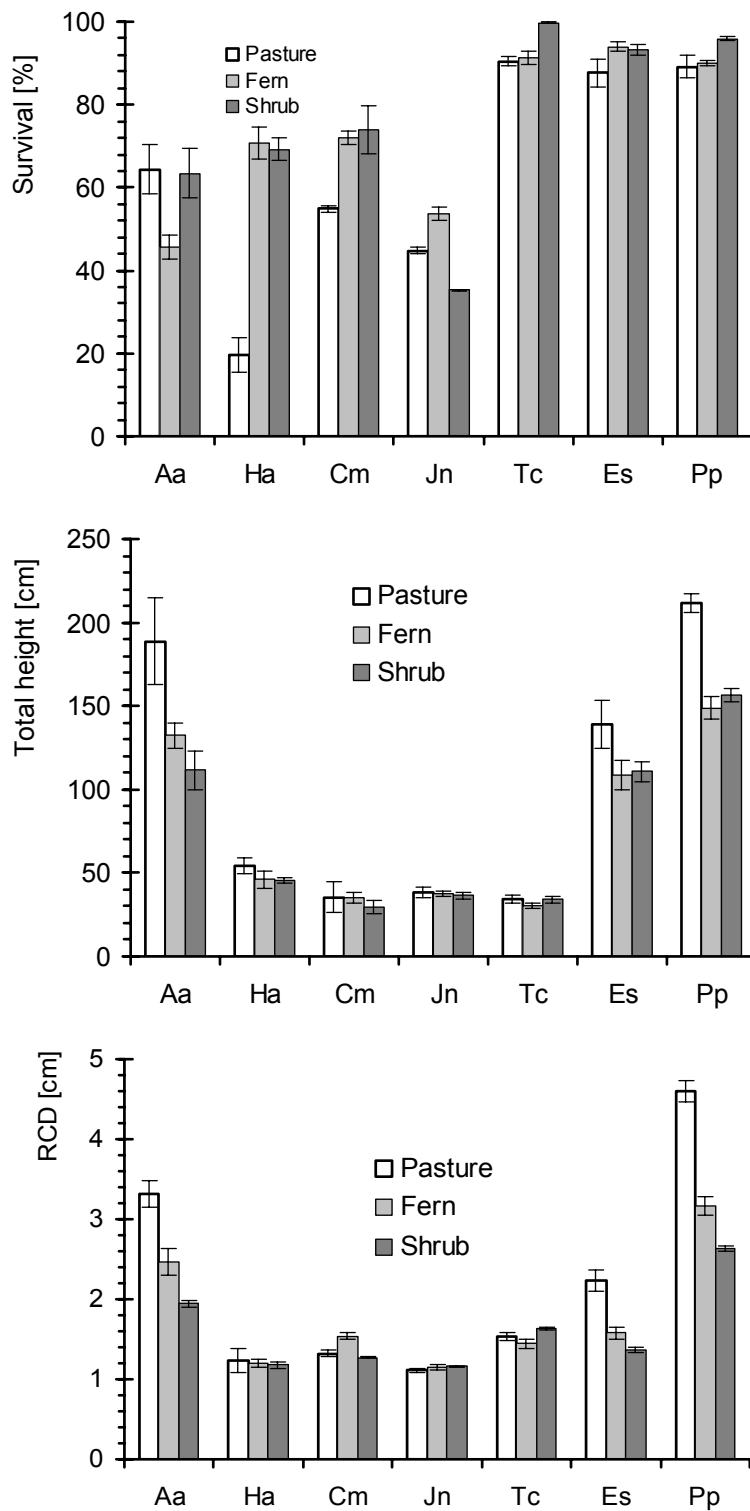 Survival [%]
100
80
60
40
20
0
Pasture
Fern
Shrub
Aa Ha Cm Jn Tc Es Pp
Total height [cm]
250
200
150
100
50
0
Pasture
Fern
Shrub
Aa Ha Cm Jn Tc Es Pp
RCD [cm]
5
4
3
2
1
0
Pasture
Fern
Shrub
Aa Ha Cm Jn Tc Es Pp